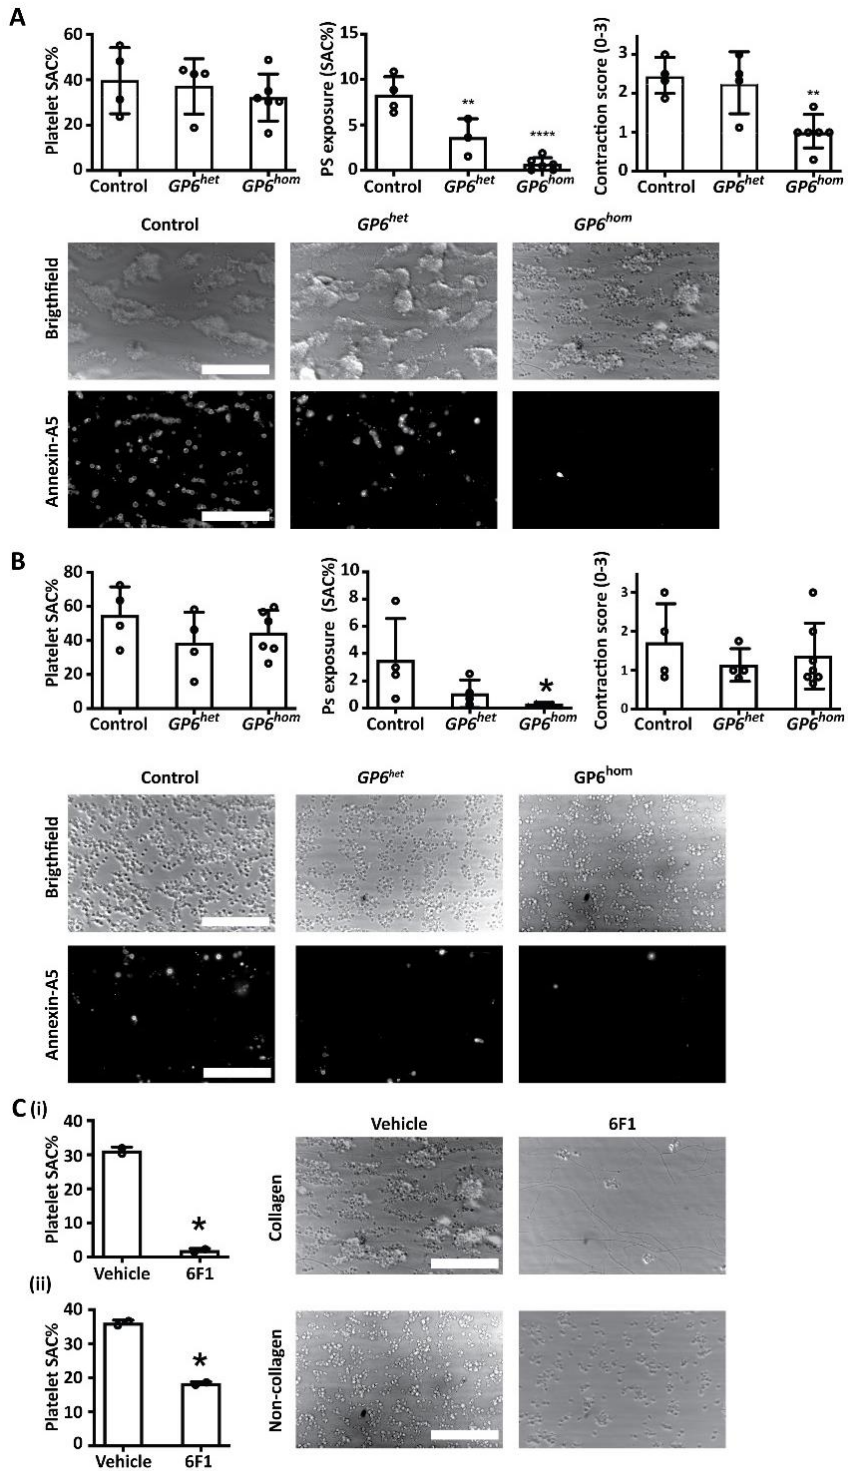 A
Platelet SAC%
60
40
20
0
Control GP6het GP6hom
PS exposure (SAC%)
15
10
5
0
**
****
Control GP6het GP6hom
Contraction score (0-3)
3
2
1
0
**
Control GP6het GP6hom
Control GP6het GP6hom
Brigthfield
Annexin-A5
B
Platelet SAC%
80
60
40
20
0
Control GP6het GP6hom
Ps exposure (SAC%)
10
8
6
4
2
0
*
Control GP6het GP6hom
Contraction score (0-3)
3
2
1
0
Control GP6het GP6hom
Control GP6het GP6hom
Brigthfield
Annexin-A5
C (i)
Platelet SAC%
40
30
20
10
0
*
Vehicle 6F1
Vehicle 6F1
Collagen
(ii)
Platelet SAC%
40
30
20
10
0
*
Vehicle 6F1
Non-collagen